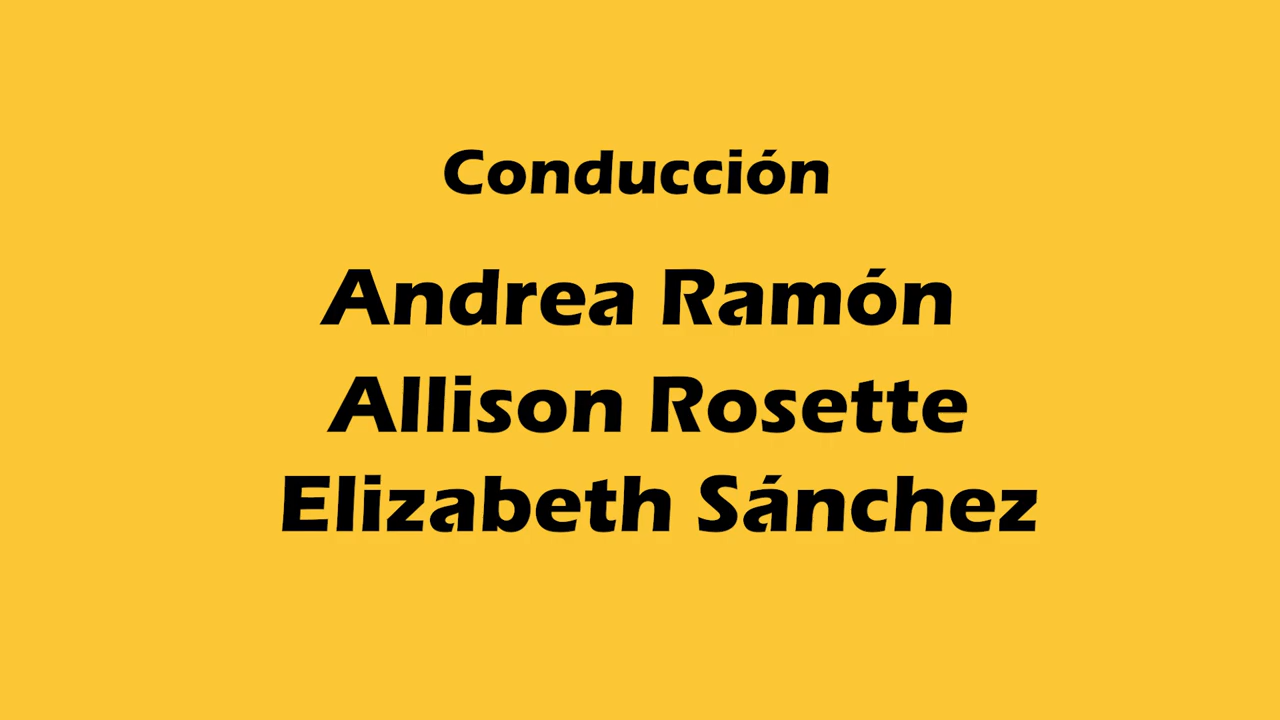 Conducción
Andrea Ramón
Allison Rosette
Elizabeth Sánchez